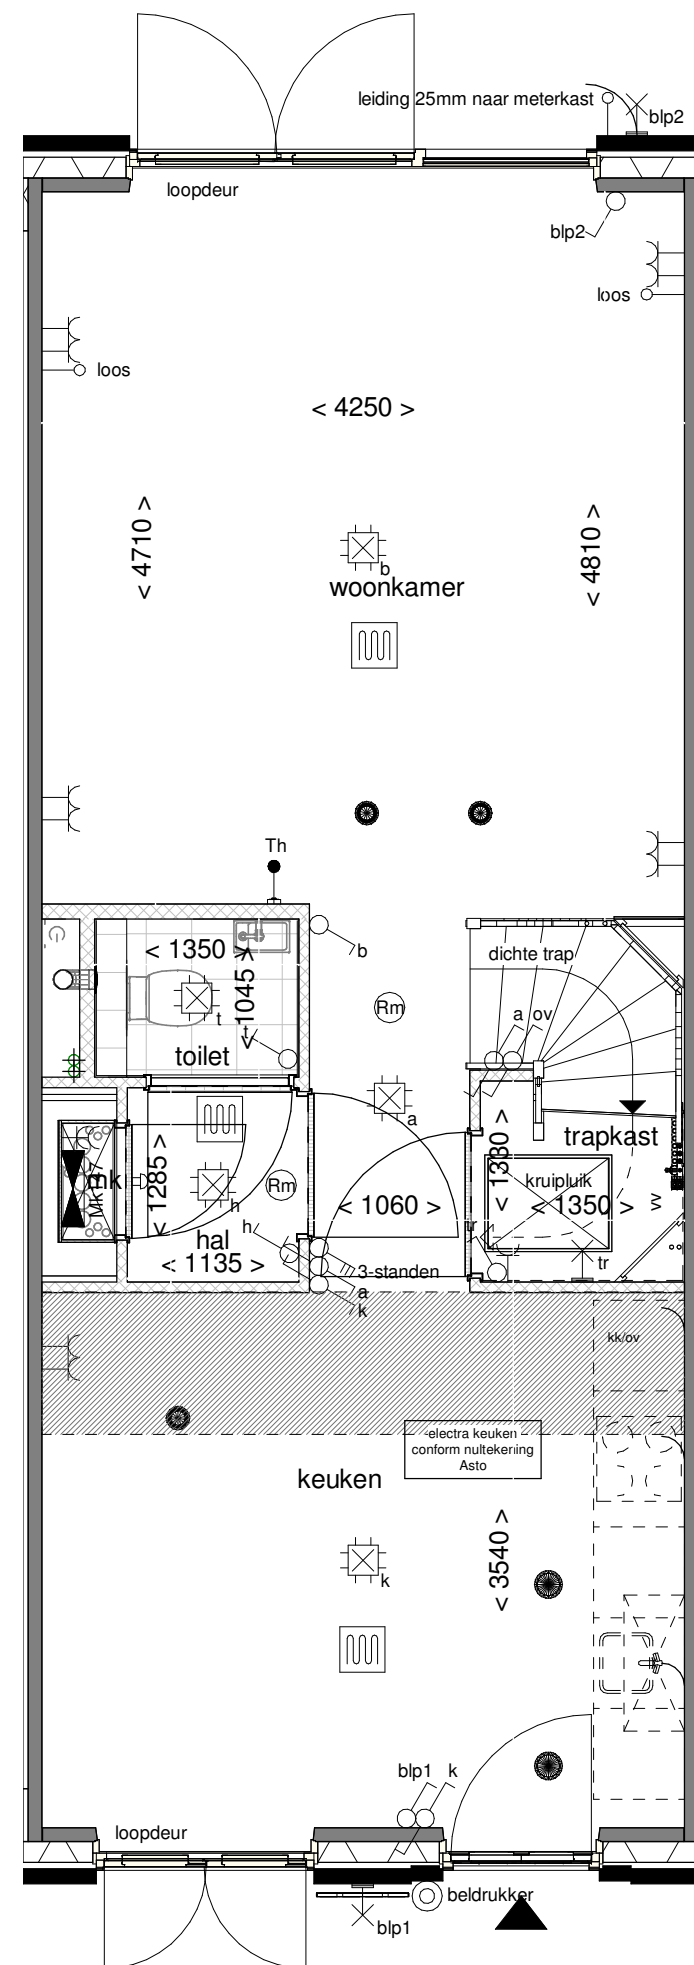 leiding 25mm naar meterkast
blp2
loopdeur
blp2
loos
loos
< 4250 >
< 4710 >
< 4810 >
b
woonkamer
Th
b
< 1350 >
< 1045 >
dichte trap
Rm
a ov
t
t
toilet
a
trapkast
< 1330 >
mk
< 1285 >
kruipluik
< 1350 >
vv
Rm
< 1060 >
h
h
tr
hal
< 1135 >
3-standen
tr
a
k
kk/ov
electra keuken
conform nultekening
Asto
keuken
< 3540 >
k
blp1 k
loopdeur
beldrukker
blp1